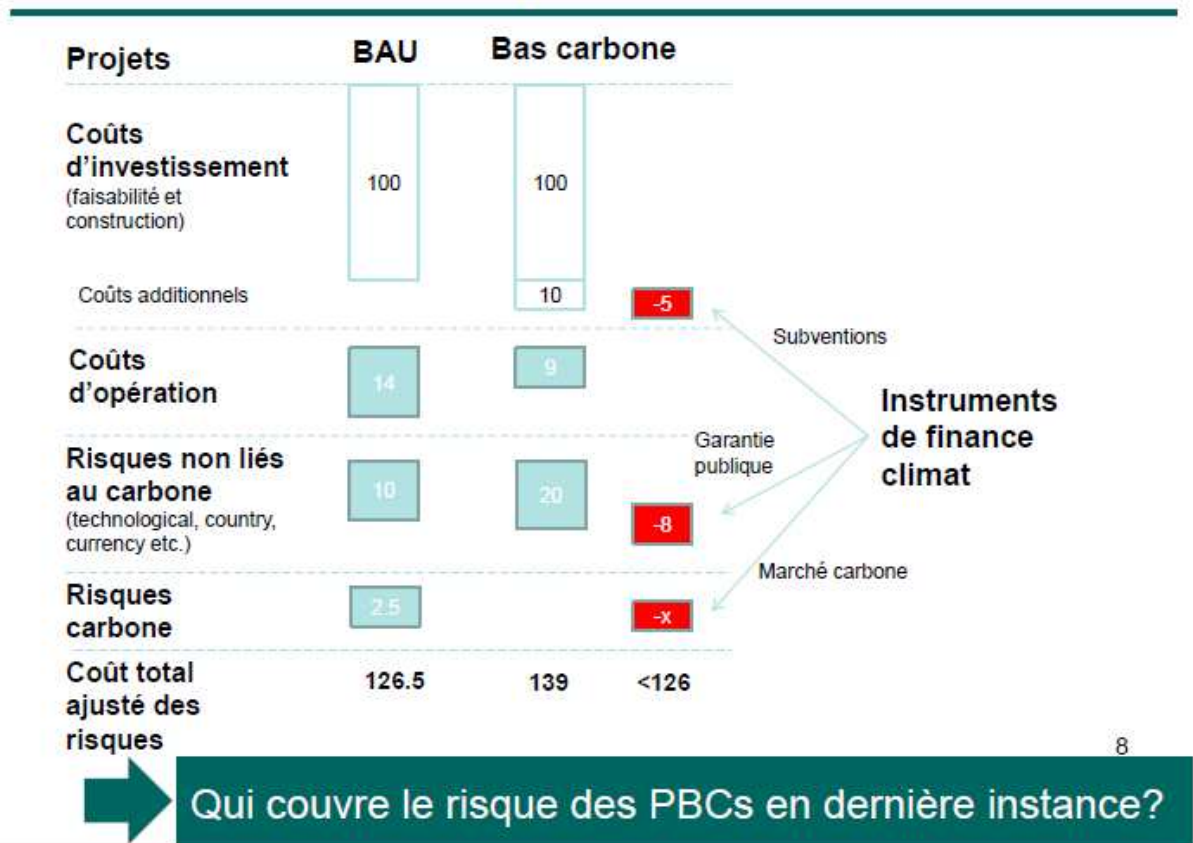 Projets BAU Bas carbone
Coûts
d'investissement
(faisabilité et
construction)
100 100
Coûts additionnels 10 -5
Subventions
Coûts
d'opération
14 9
Instruments
de finance
climat
Garantie
publique
Risques non liés
au carbone
(technological, country,
currency etc.)
10 20 -8
Marché carbone
Risques
carbone
2.5 -x
Coût total
ajusté des
risques
126.5 139 <126
8
Qui couvre le risque des PBCs en dernière instance?